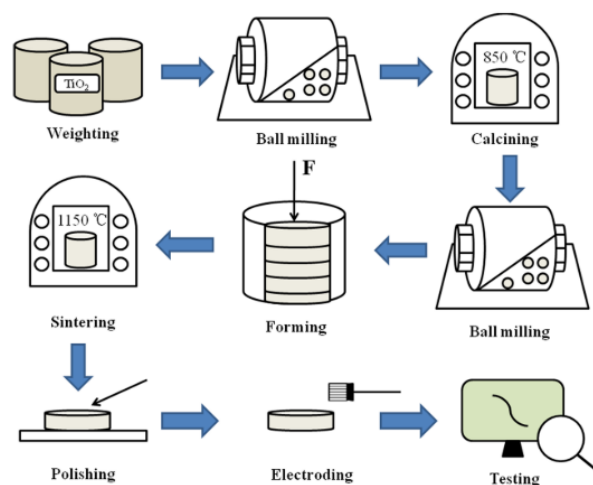 TiO2
850 ℃
Weighting
Ball milling
Calcining
F
1150 ℃
Sintering
Forming
Ball milling
Polishing
Electroding
Testing